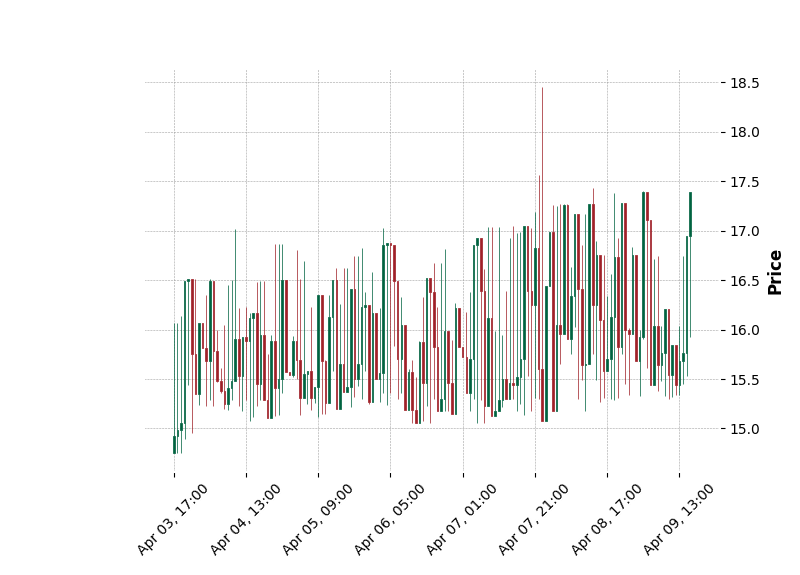 18.5
18.0
17.5
17.0
16.5
16.0
15.5
15.0
Price
Apr 03, 17:00
Apr 04, 13:00
Apr 05, 09:00
Apr 06, 05:00
Apr 07, 01:00
Apr 07, 21:00
Apr 08, 17:00
Apr 09, 13:00